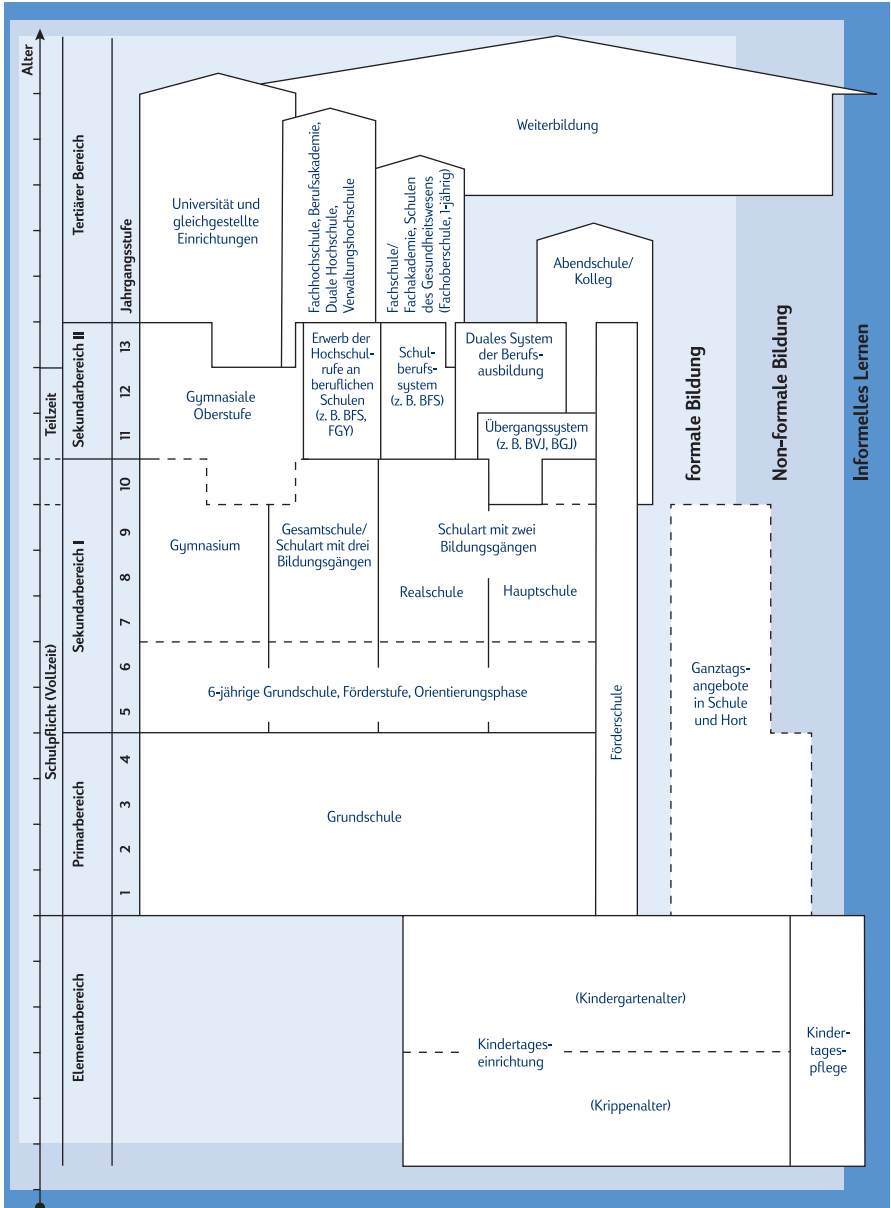 Alter
Tertiärer Bereich
Jahrgangsstufe
Weiterbildung
Universität und
gleichgestellte
Einrichtungen
Fachhochschule, Berufsakademie,
Duale Hochschule,
Verwaltungshochschule
Fachschule/
Fachakademie, Schulen
des Gesundheitswesens
(Fachoberschule, 1-jährig)
Abendschule/
Kolleg
Teilzeit
Sekundarbereich II
13
12
11
Gymnasiale
Oberstufe
Erwerb der
Hochschul-
rufe an
beruflichen
Schulen
(z. B. BFS,
FGY)
Schul-
berufs-
system
(z. B. BFS)
Duales System
der Berufs-
ausbildung
Übergangssystem
(z. B. BVJ, BGJ)
formale Bildung
Non-formale Bildung
Informelles Lernen
Schulpflicht (Vollzeit)
Sekundarbereich I
10
9
8
7
6
5
Gymnasium
Gesamtschule/
Schulart mit drei
Bildungsgängen
Schulart mit zwei
Bildungsgängen
Realschule
Hauptschule
6-jährige Grundschule, Förderstufe, Orientierungsphase
Förderschule
Ganztags-
angebote
in Schule
und Hort
Primarbereich
4
3
2
1
Grundschule
Elementarbereich
(Kindergartenalter)
Kindertages-
einrichtung
(Krippenalter)
Kinder-
tages-
pflege